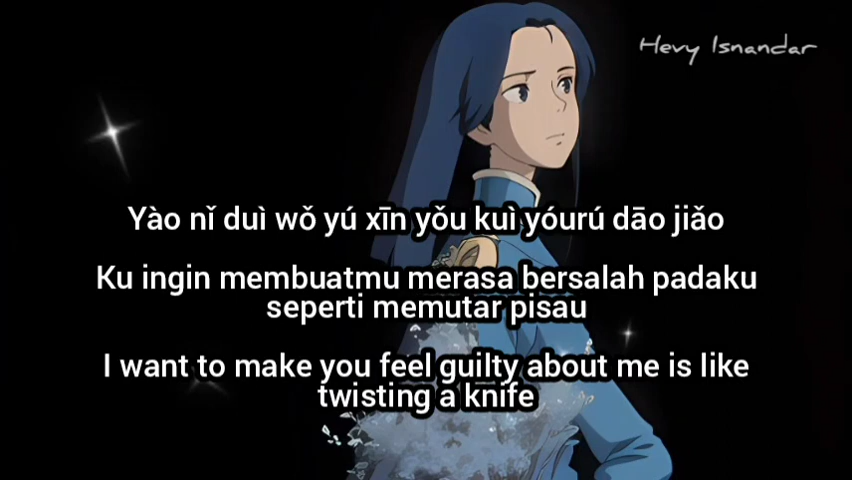 Hevy Isnandar
Yào nǐ duì wǒ yú xīn yǒu kuì yóurú dāo jiǎo
Ku ingin membuatmu merasa bersalah padaku
seperti memutar pisau
I want to make you feel guilty about me is like
twisting a knife